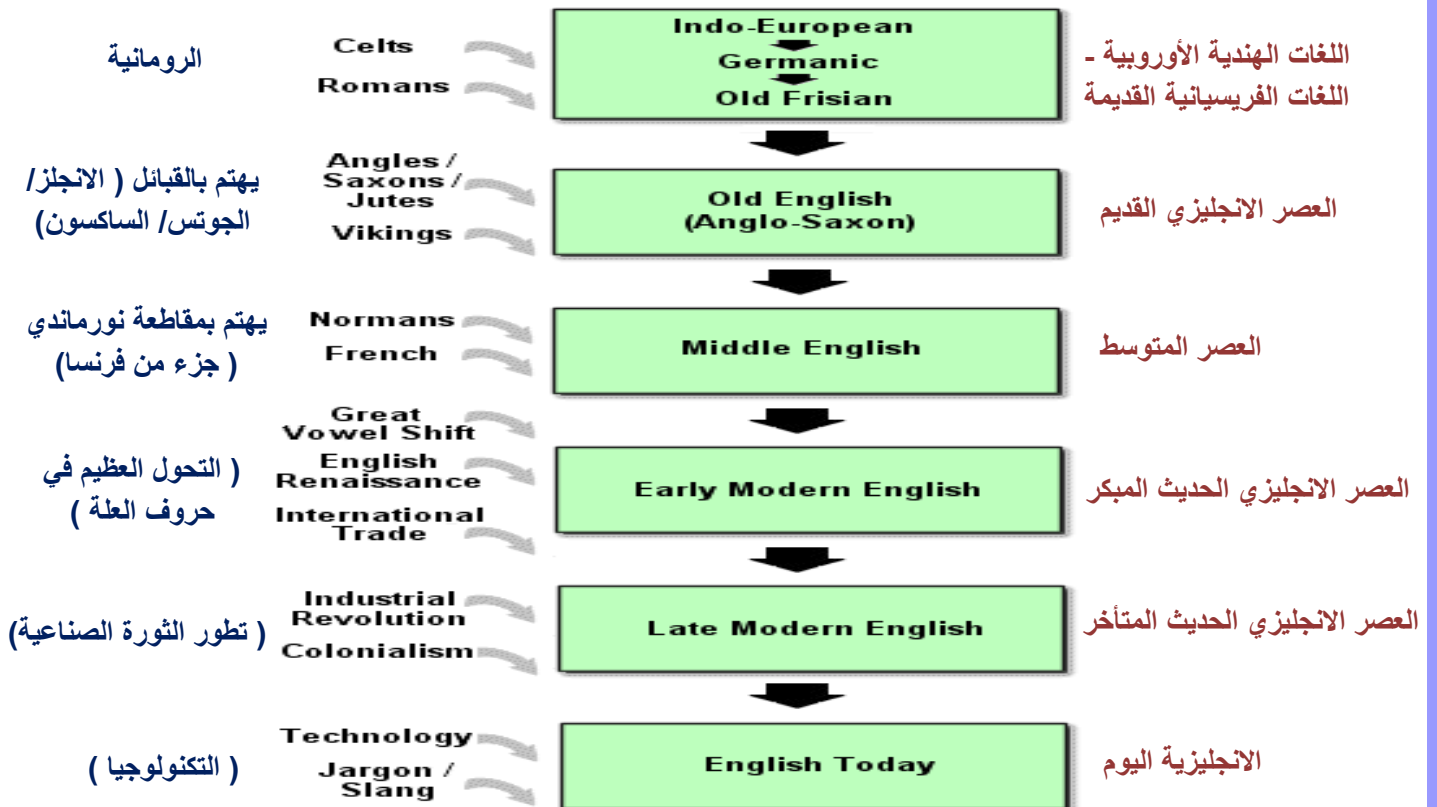 الرومانية
Celts
Romans
Indo-European
Germanic
Old Frisian
اللغات الهندية الأوروبية -
اللغات الفريسيانية القديمة
يهتم بالقبائل ( الانجلز/
الجوتس/ الساكسون)
Angles /
Saxons /
Jutes
Vikings
Old English
(Anglo-Saxon)
العصر الانجليزي القديم
يهتم بمقاطعة نورماندي
( جزء من فرنسا)
Normans
French
Middle English
العصر المتوسط
( التحول العظيم في
حروف العلة )
Great
Vowel Shift
English
Renaissance
International
Trade
Early Modern English
العصر الانجليزي الحديث المبكر
( تطور الثورة الصناعية)
Industrial
Revolution
Colonialism
Late Modern English
العصر الانجليزي الحديث المتأخر
( التكنولوجيا )
Technology
Jargon /
Slang
English Today
الانجليزية اليوم